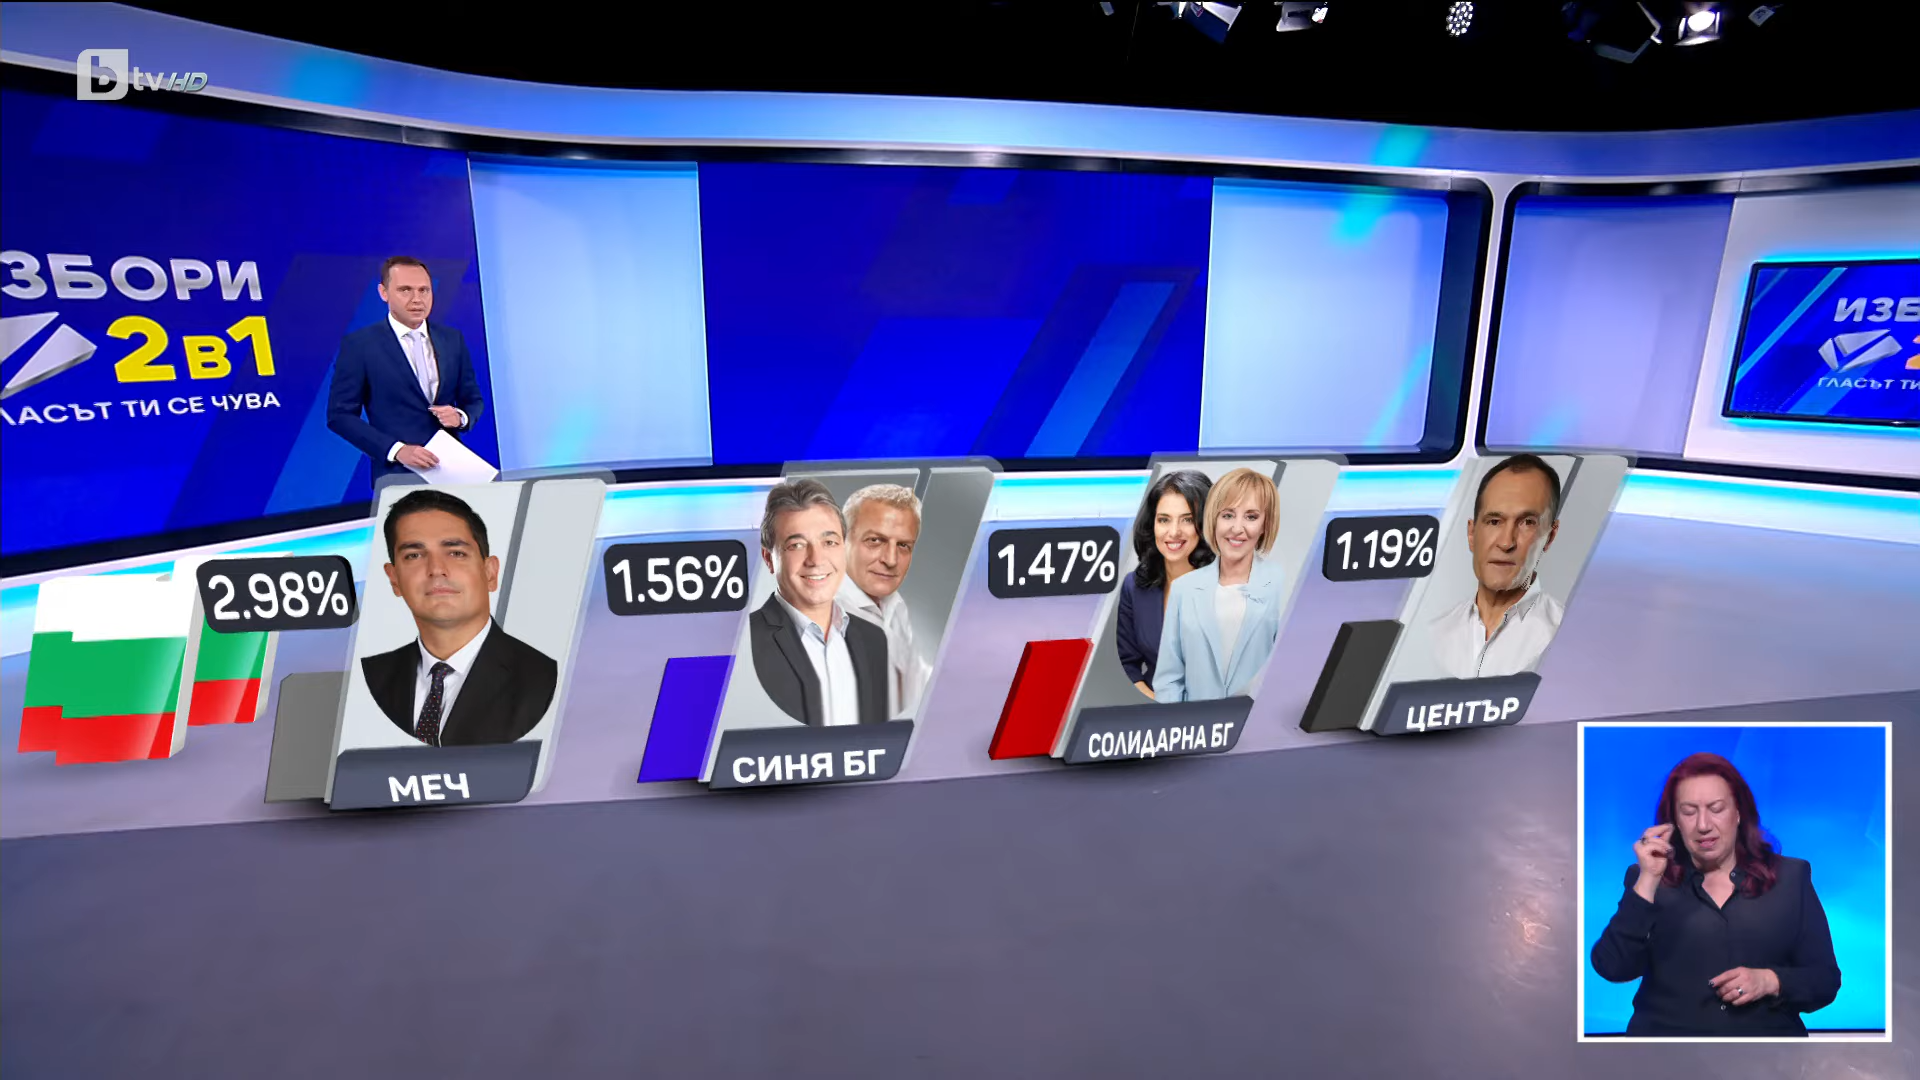 btv HD
ЗБОРИ
2в1
ЛАСЪТ ТИ СЕ ЧУВА
ИЗБ
ГЛАСЪТ ТИ
2.98%
МЕЧ
1.56%
СИНЯ БГ
1.47%
СОЛИДАРНА БГ
1.19%
ЦЕНТЪР